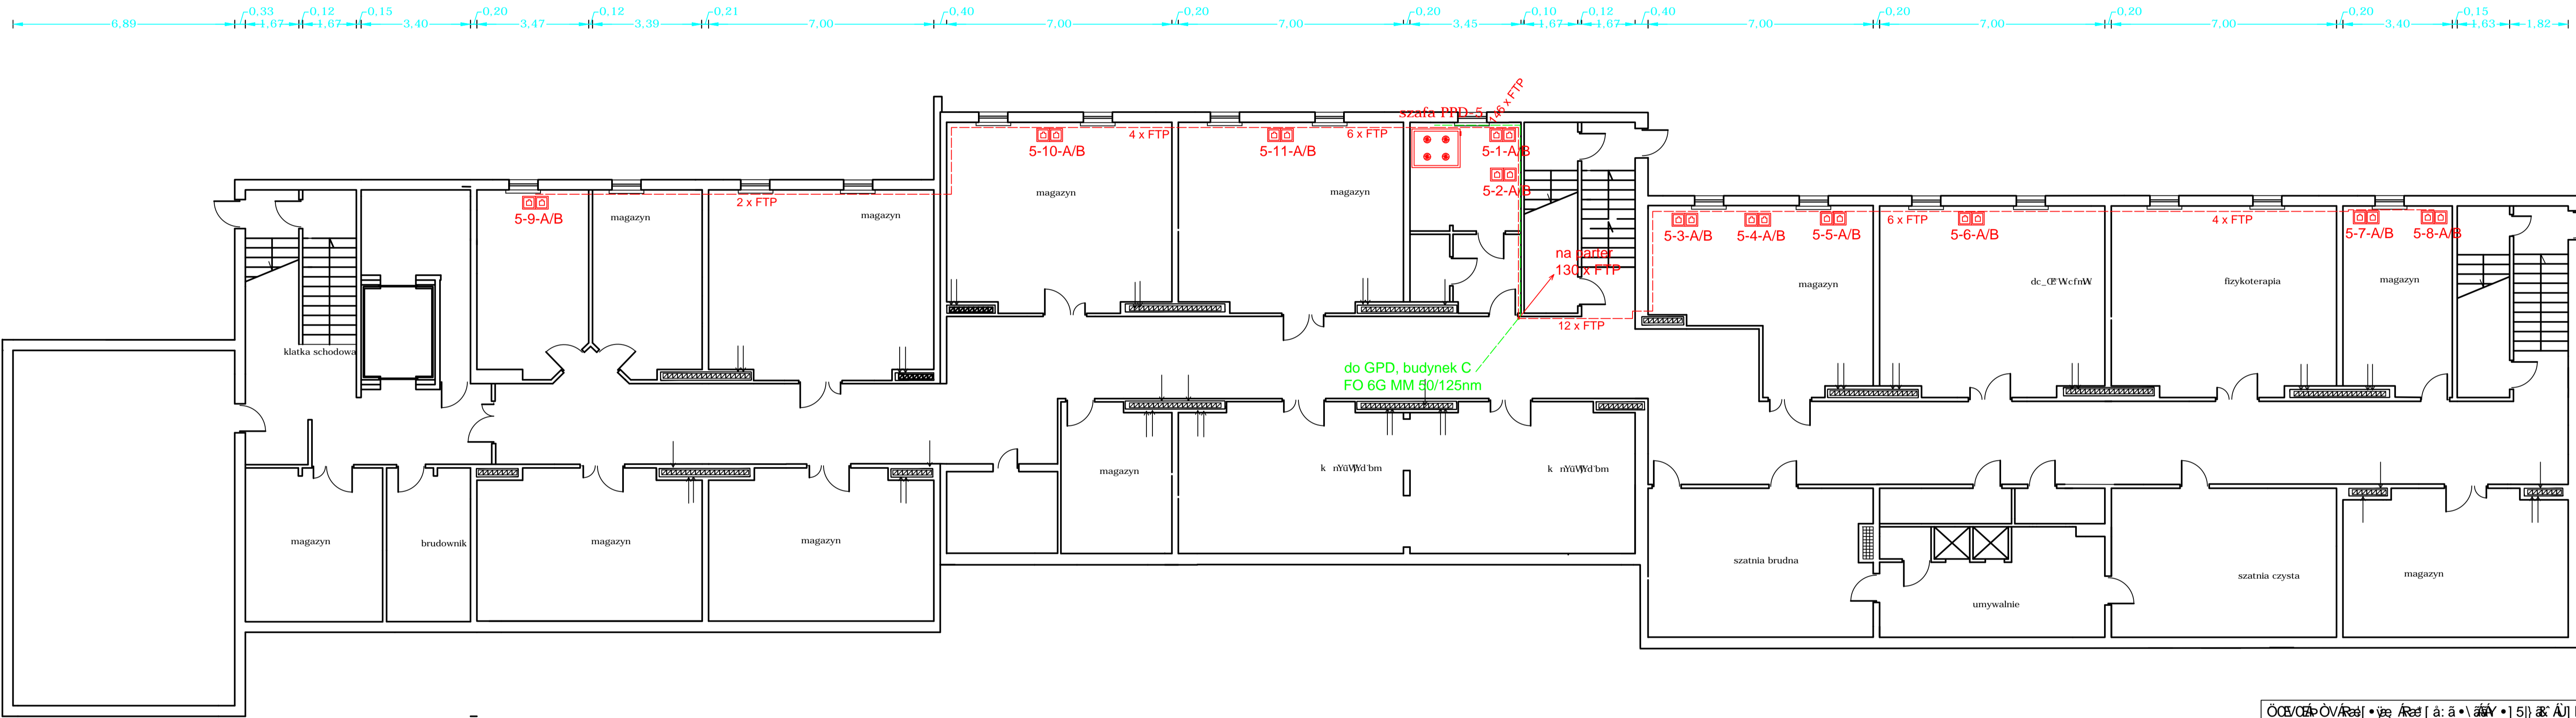 6,89 0,33 1,67 0,12 1,67 0,15 3,40 0,20 3,47 0,12 3,39 0,21 7,00 0,40 7,00 0,20 7,00 0,20 3,45 0,10 1,67 0,12 1,67 0,40 7,00 0,20 7,00 0,20 7,00 0,20 3,40 0,15 1,63 1,82
szafa PPD-5
146 x FTP
4 x FTP
6 x FTP
5-10-A/B
5-11-A/B
5-1-A/B
5-2-A/B
magazyn
magazyn
2 x FTP
5-9-A/B
magazyn
magazyn
5-3-A/B
5-4-A/B
5-5-A/B
6 x FTP
5-6-A/B
4 x FTP
5-7-A/B
5-8-A/B
na parter
130 x FTP
magazyn
fizykoterapia
magazyn
12 x FTP
klatka schodowa
do GPD, budynek C
FO 6G MM 50/125nm
magazyn
magazyn
brudownik
magazyn
magazyn
szatnia brudna
umywalnie
szatnia czysta
magazyn